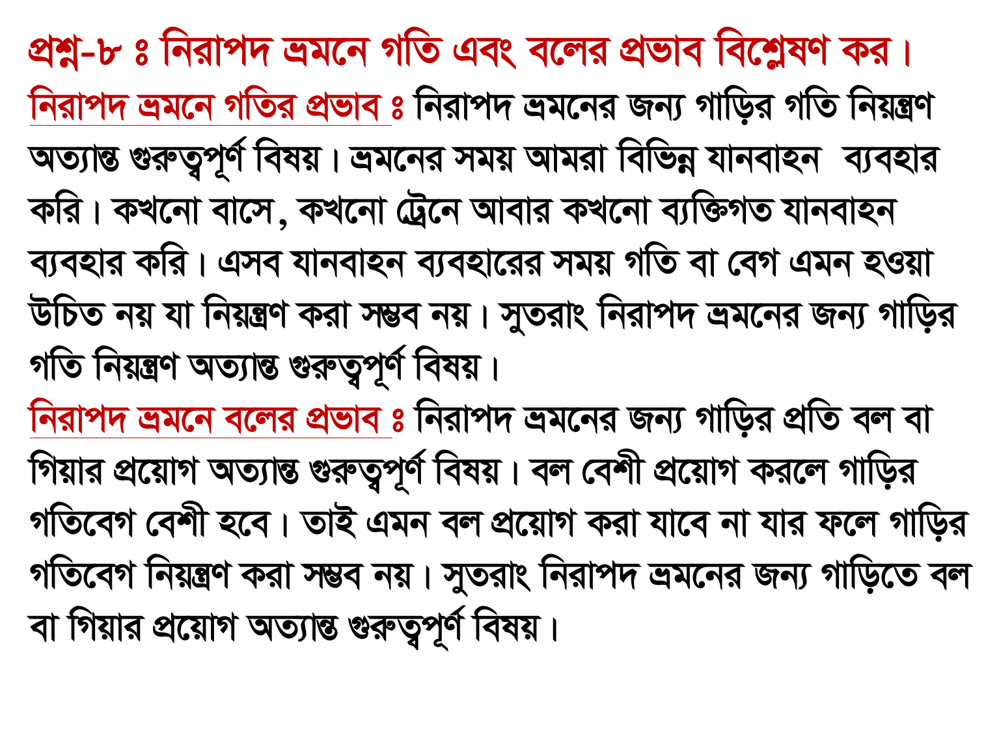 প্রশ্ন-৮ ঃ নিরাপদ ভ্রমনে গতি এবং বলের প্রভাব বিশ্লেষণ কর।
নিরাপদ ভ্রমনে গতির প্রভাব ঃ নিরাপদ ভ্রমনের জন্য গাড়ির গতি নিয়ন্ত্রণ
অত্যান্ত গুরুত্বপূর্ণ বিষয়। ভ্রমনের সময় আমরা বিভিন্ন যানবাহন ব্যবহার
করি। কখনো বাসে, কখনো ট্রেনে আবার কখনো ব্যক্তিগত যানবাহন
ব্যবহার করি। এসব যানবাহন ব্যবহারের সময় গতি বা বেগ এমন হওয়া
উচিত নয় যা নিয়ন্ত্রণ করা সম্ভব নয়। সুতরাং নিরাপদ ভ্রমনের জন্য গাড়ির
গতি নিয়ন্ত্রণ অত্যান্ত গুরুত্বপূর্ণ বিষয়।
নিরাপদ ভ্রমনে বলের প্রভাব ঃ নিরাপদ ভ্রমনের জন্য গাড়ির প্রতি বল বা
গিয়ার প্রয়োগ অত্যান্ত গুরুত্বপূর্ণ বিষয়। বল বেশী প্রয়োগ করলে গাড়ির
গতিবেগ বেশী হবে। তাই এমন বল প্রয়োগ করা যাবে না যার ফলে গাড়ির
গতিবেগ নিয়ন্ত্রণ করা সম্ভব নয়। সুতরাং নিরাপদ ভ্রমনের জন্য গাড়িতে বল
বা গিয়ার প্রয়োগ অত্যান্ত গুরুত্বপূর্ণ বিষয়।